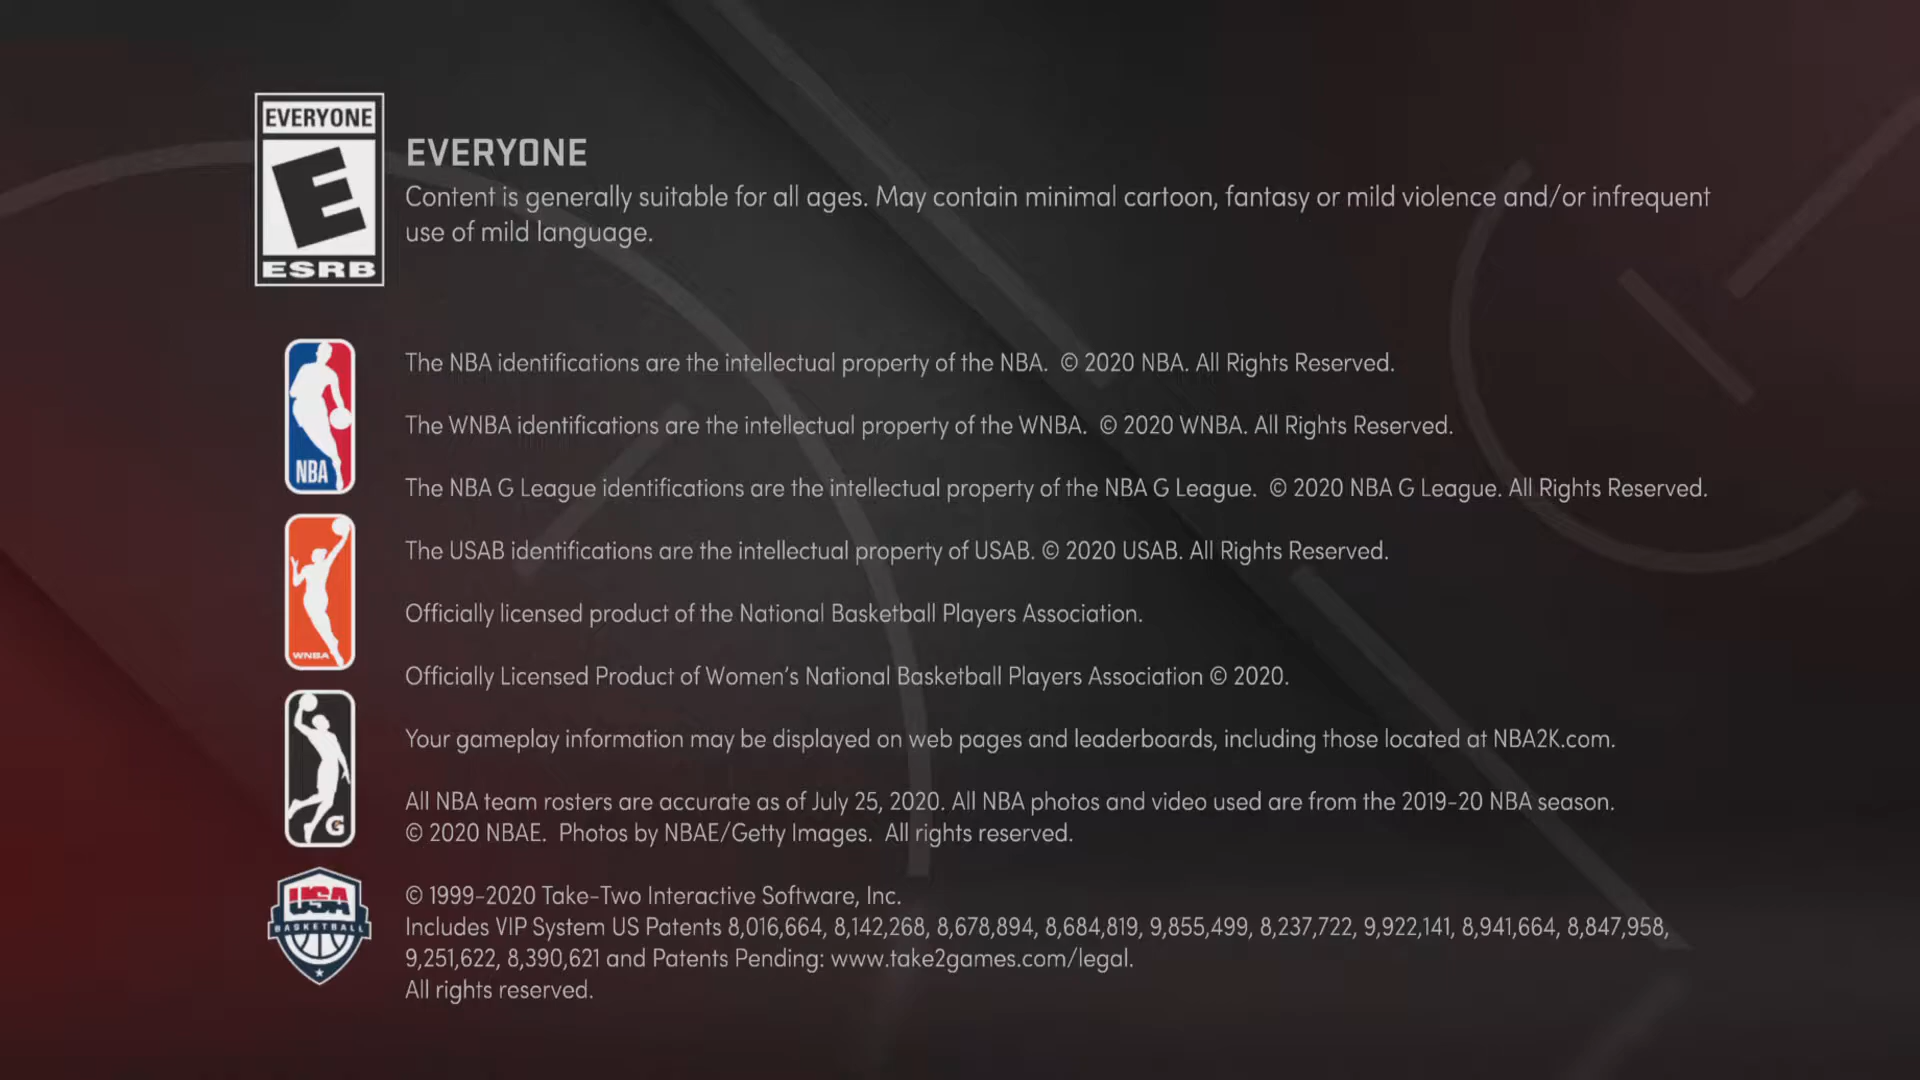 EVERYONE
E
ESRB
EVERYONE
Content is generally suitable for all ages. May contain minimal cartoon, fantasy or mild violence and/or infrequent
use of mild language.
NBA
The NBA identifications are the intellectual property of the NBA.  © 2020 NBA. All Rights Reserved.
The WNBA identifications are the intellectual property of the WNBA.  © 2020 WNBA. All Rights Reserved.
The NBA G League identifications are the intellectual property of the NBA G League.  © 2020 NBA G League. All Rights Reserved.
WNBA
The USAB identifications are the intellectual property of USAB. © 2020 USAB. All Rights Reserved.
Officially licensed product of the National Basketball Players Association.
Officially Licensed Product of Women's National Basketball Players Association © 2020.
G
Your gameplay information may be displayed on web pages and leaderboards, including those located at NBA2K.com.
All NBA team rosters are accurate as of July 25, 2020. All NBA photos and video used are from the 2019-20 NBA season.
© 2020 NBAE.  Photos by NBAE/Getty Images.  All rights reserved.
USA
BASKETBALL
© 1999-2020 Take-Two Interactive Software, Inc.
Includes VIP System US Patents 8,016,664, 8,142,268, 8,678,894, 8,684,819, 9,855,499, 8,237,722, 9,922,141, 8,941,664, 8,847,958,
9,251,622, 8,390,621 and Patents Pending: www.take2games.com/legal.
All rights reserved.